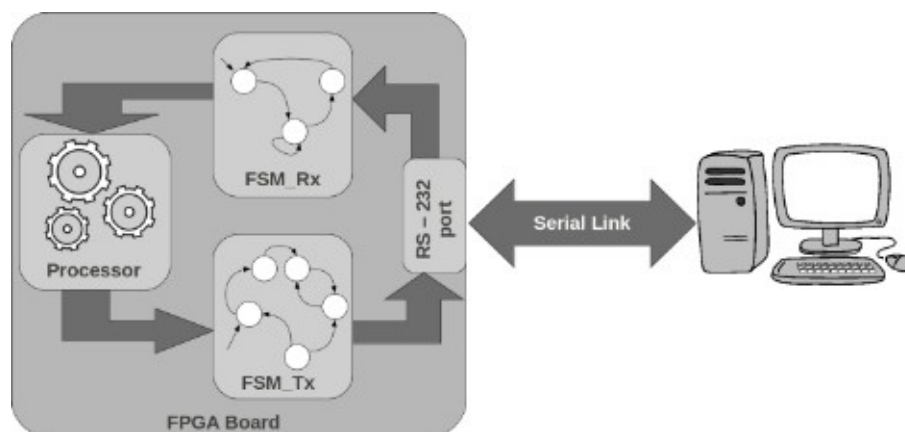 FSM_Rx
Processor
RS – 232
port
Serial Link
FSM_Tx
FPGA Board